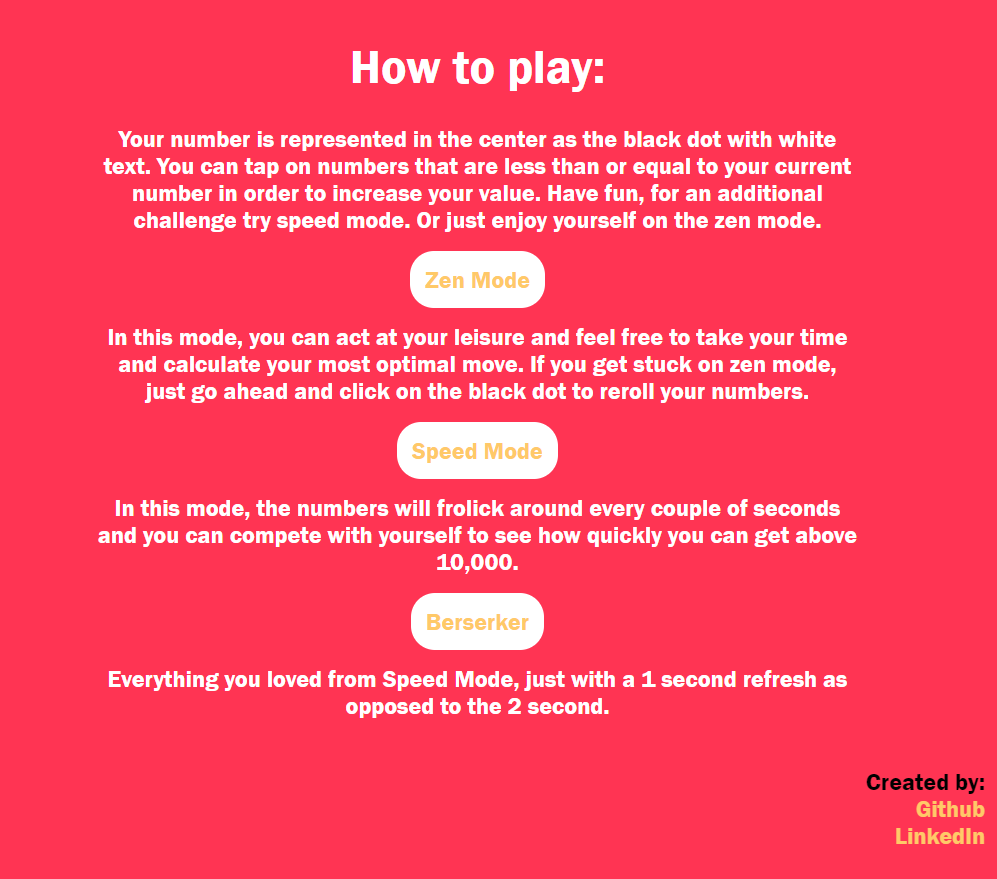 How to play:
Your number is represented in the center as the black dot with white
text. You can tap on numbers that are less than or equal to your current
number in order to increase your value. Have fun, for an additional
challenge try speed mode. Or just enjoy yourself on the zen mode.
Zen Mode
In this mode, you can act at your leisure and feel free to take your time
and calculate your most optimal move. If you get stuck on zen mode,
just go ahead and click on the black dot to reroll your numbers.
Speed Mode
In this mode, the numbers will frolick around every couple of seconds
and you can compete with yourself to see how quickly you can get above
10,000.
Berserker
Everything you loved from Speed Mode, just with a 1 second refresh as
opposed to the 2 second.
Created by:
Github
LinkedIn